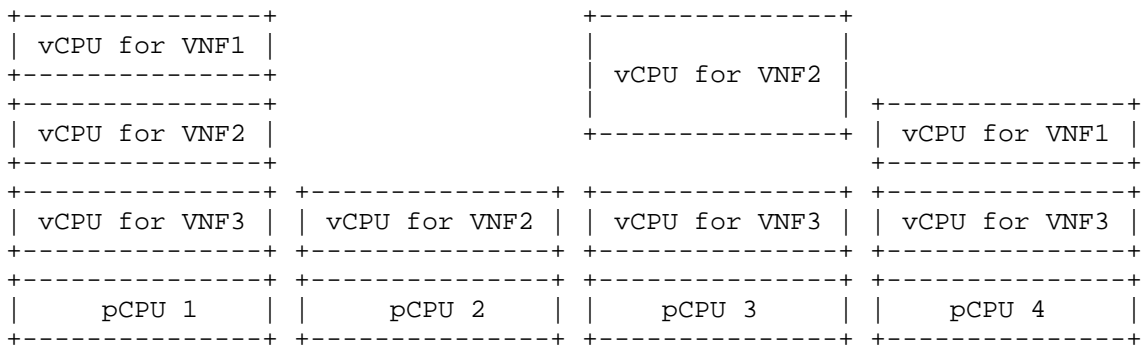 vCPU for VNF1
vCPU for VNF2
vCPU for VNF2 vCPU for VNF1
vCPU for VNF3 vCPU for VNF2 vCPU for VNF3 vCPU for VNF3
pCPU 1 pCPU 2 pCPU 3 pCPU 4